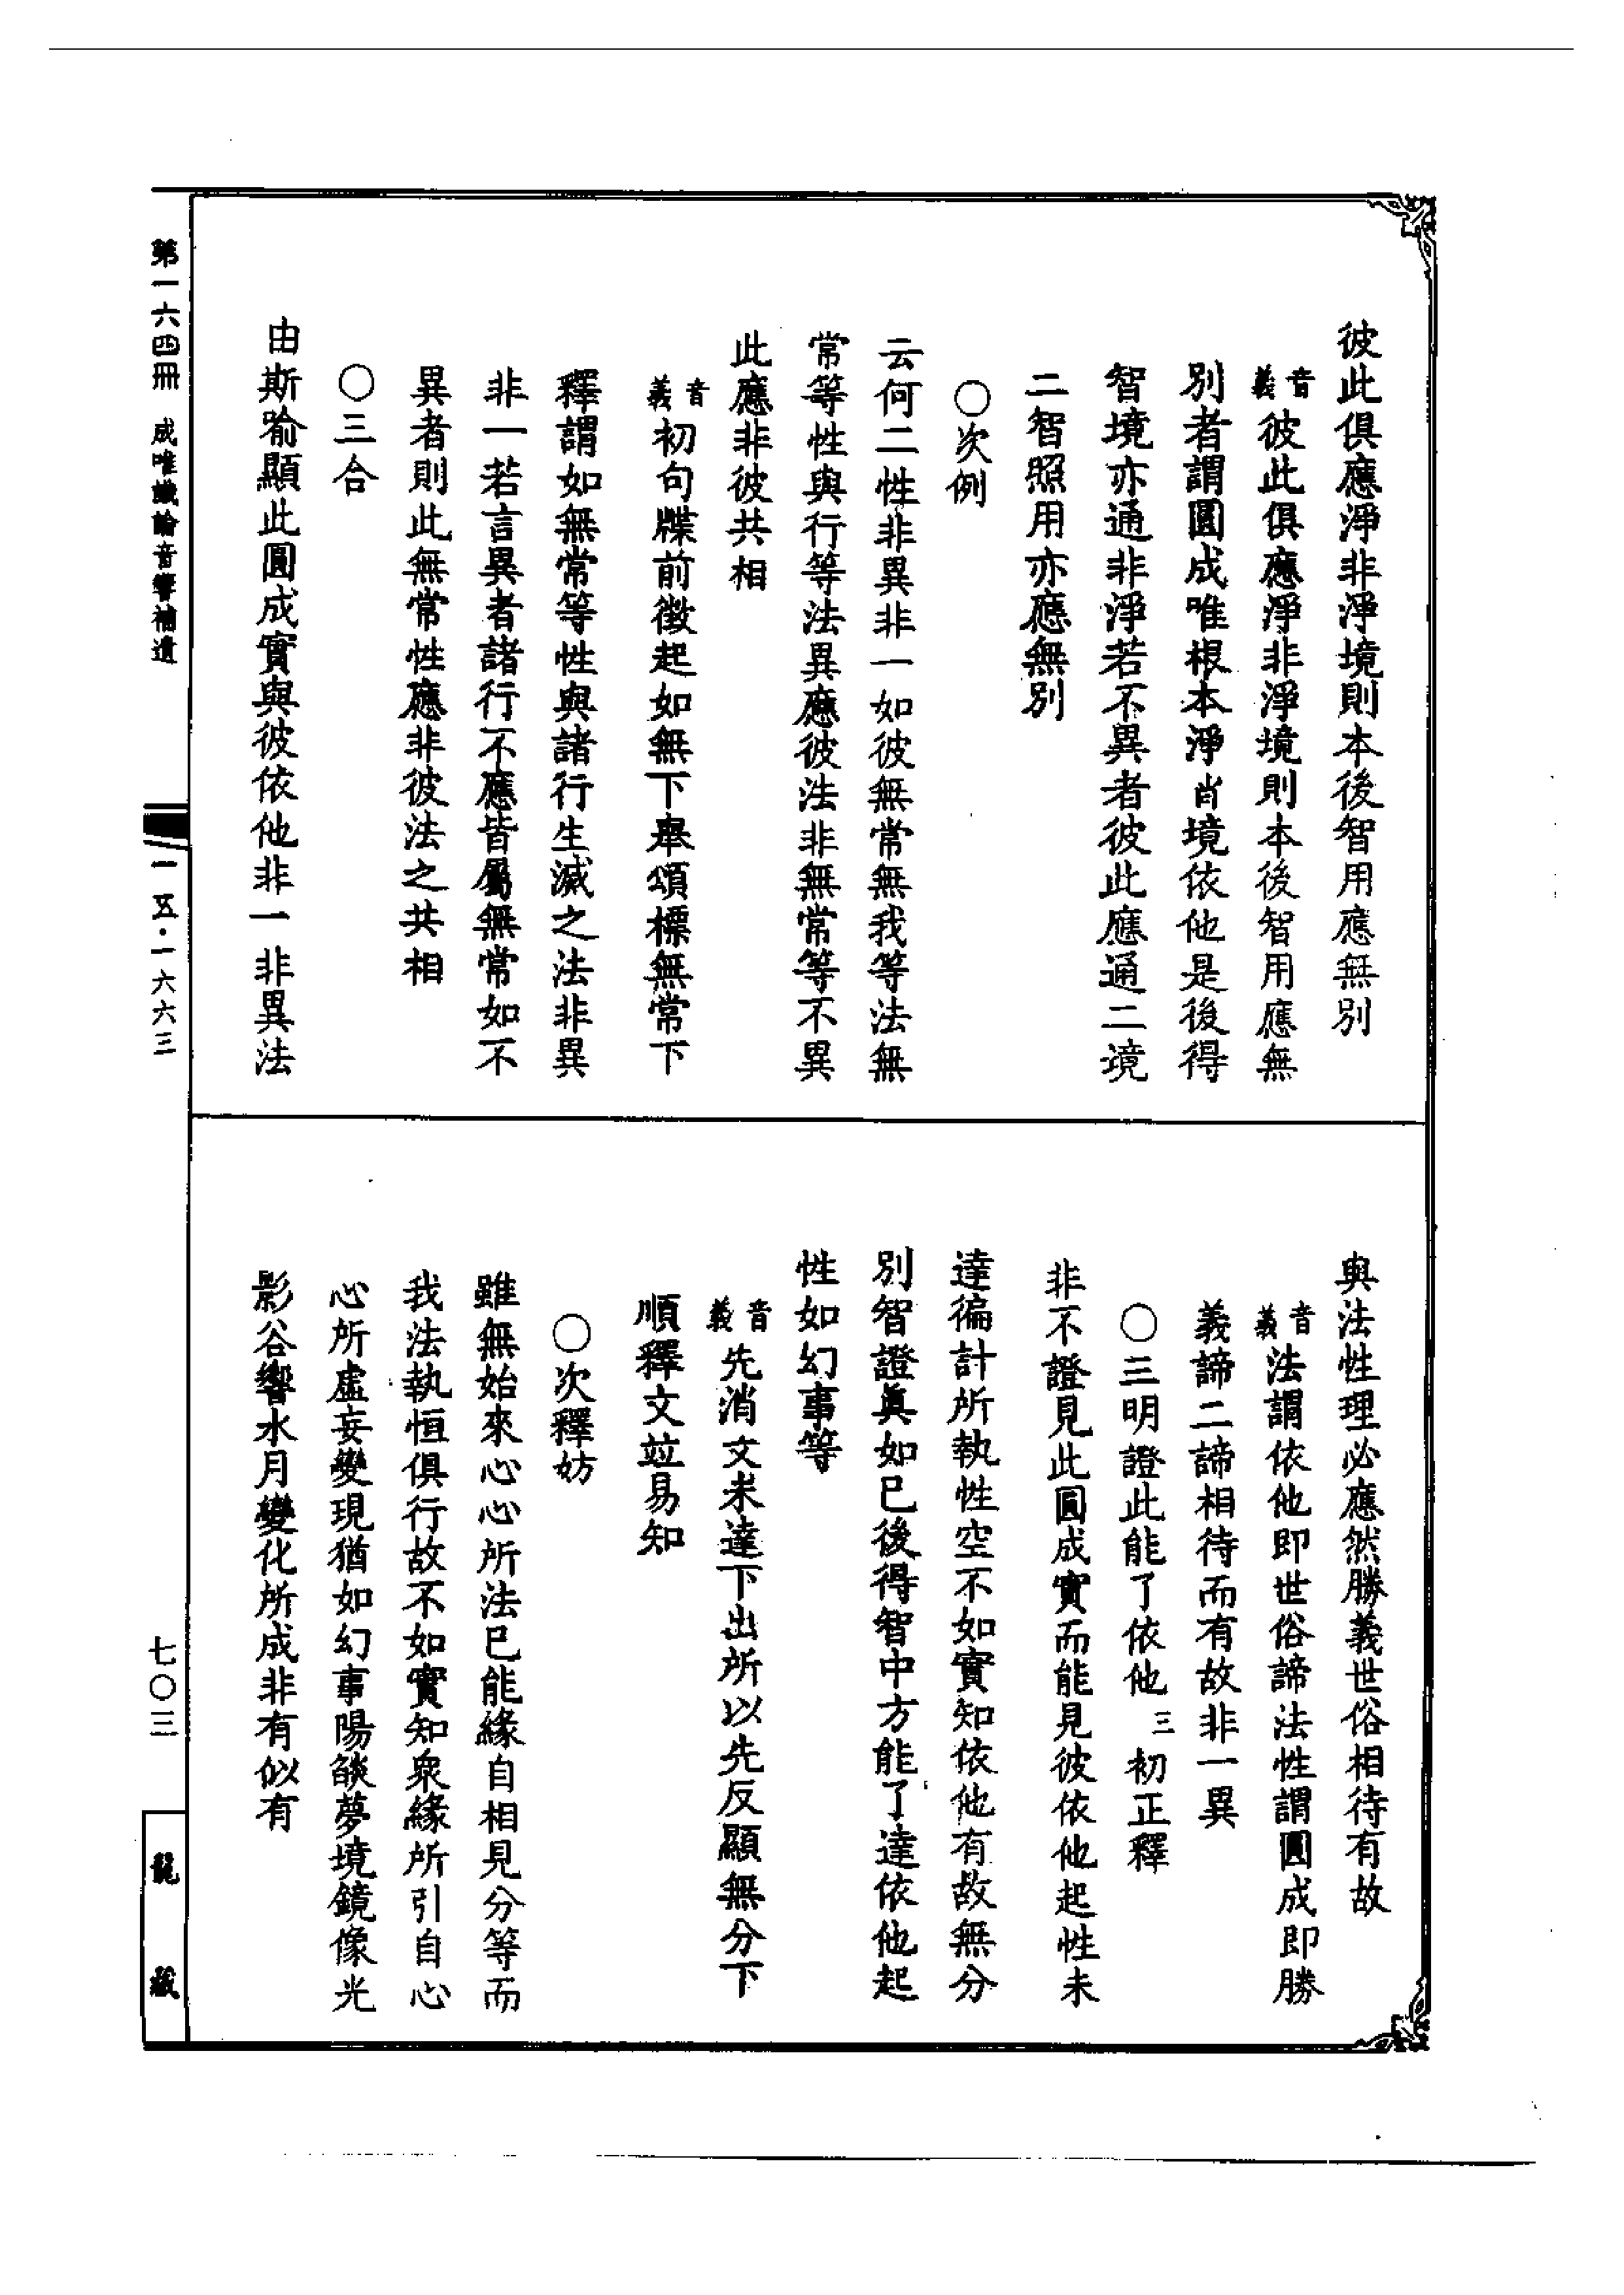 彼此俱應淨非淨境則本後智用應無別
音義彼此俱應淨非淨境則本後智用應無
別者謂圓成唯根本淨智境依他是後得
智境亦通非淨若不異者彼此應通二境
二智照用亦應無別
○次例
云何二性非異非一如彼無常無我等法無
常等性與行等法異應彼法非無常等不異
此應非彼共相
音義初句牒前徵起如無下舉頌標無常下
釋謂如無常等性與諸行生滅之法非異
非一若言異者諸行不應皆屬無常如不
異者則此無常性應非彼法之共相
○三合
由斯喻顯此圓成實與彼依他非一非異法
與法性理必應然勝義世俗相待有故
音義法謂依他即世俗諦法性謂圓成即勝
義諦二諦相待而有故非一異
○三明證此能了依他三 初正釋
非不證見此圓成實而能見彼依他起性未
達徧計所執性空不如實知依他有故無分
別智證眞如已後得智中方能了達依他起
性如幻事等
音義先消文未達下出所以先反顯無分下
順釋文竝易知
○次釋妨
雖無始來心心所法已能緣自相見分等而
我法執恒俱行故不如實知衆緣所引自心
心所虛妄變現猶如幻事陽燄夢境鏡像光
影谷響水月變化所成非有似有
第一六四冊 成唯識論音響補遺
一五·一六六三
七〇三
龍藏